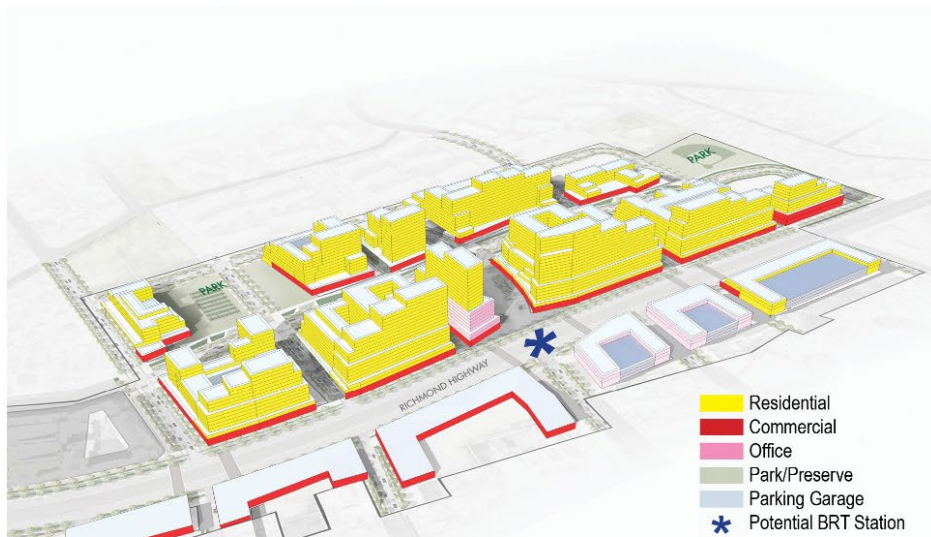 PARK
PARK
RICHMOND HIGHWAY
Residential
Commercial
Office
Park/Preserve
Parking Garage
Potential BRT Station